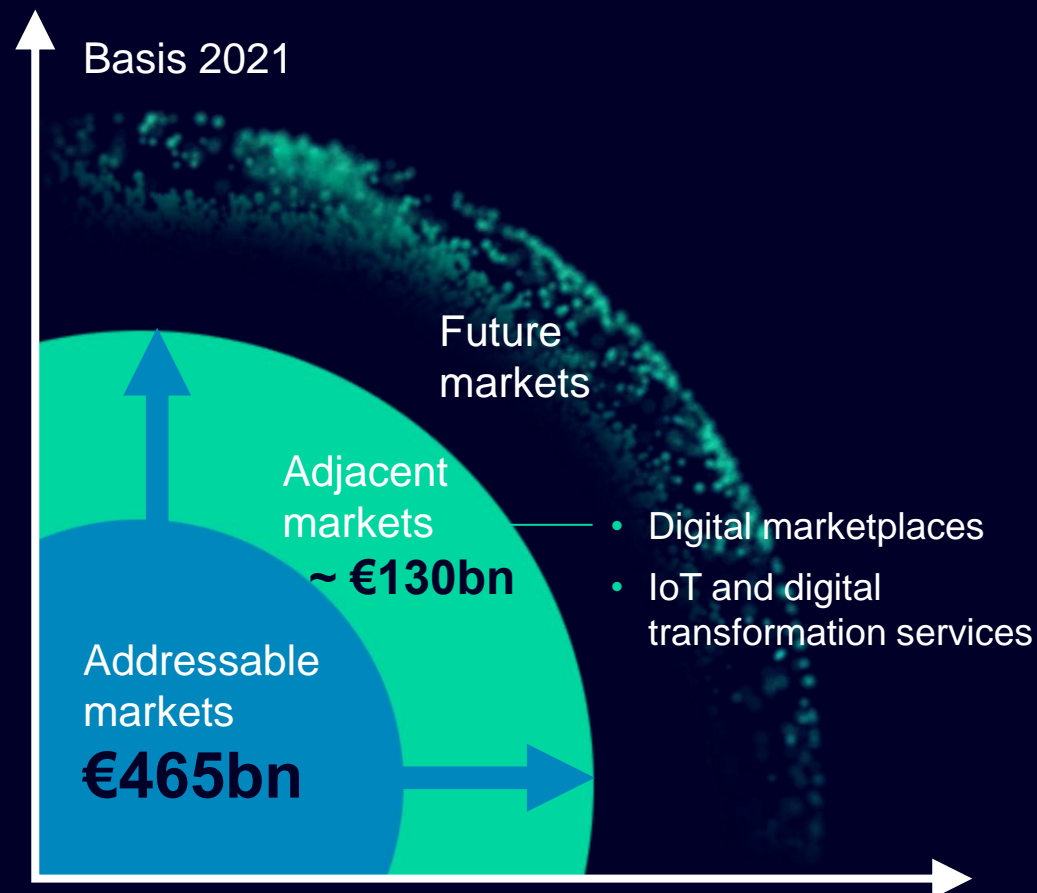 Basis 2021
Future
markets
Adjacent
markets
~ €130bn
• Digital marketplaces
• IoT and digital
transformation services
Addressable
markets
€465bn